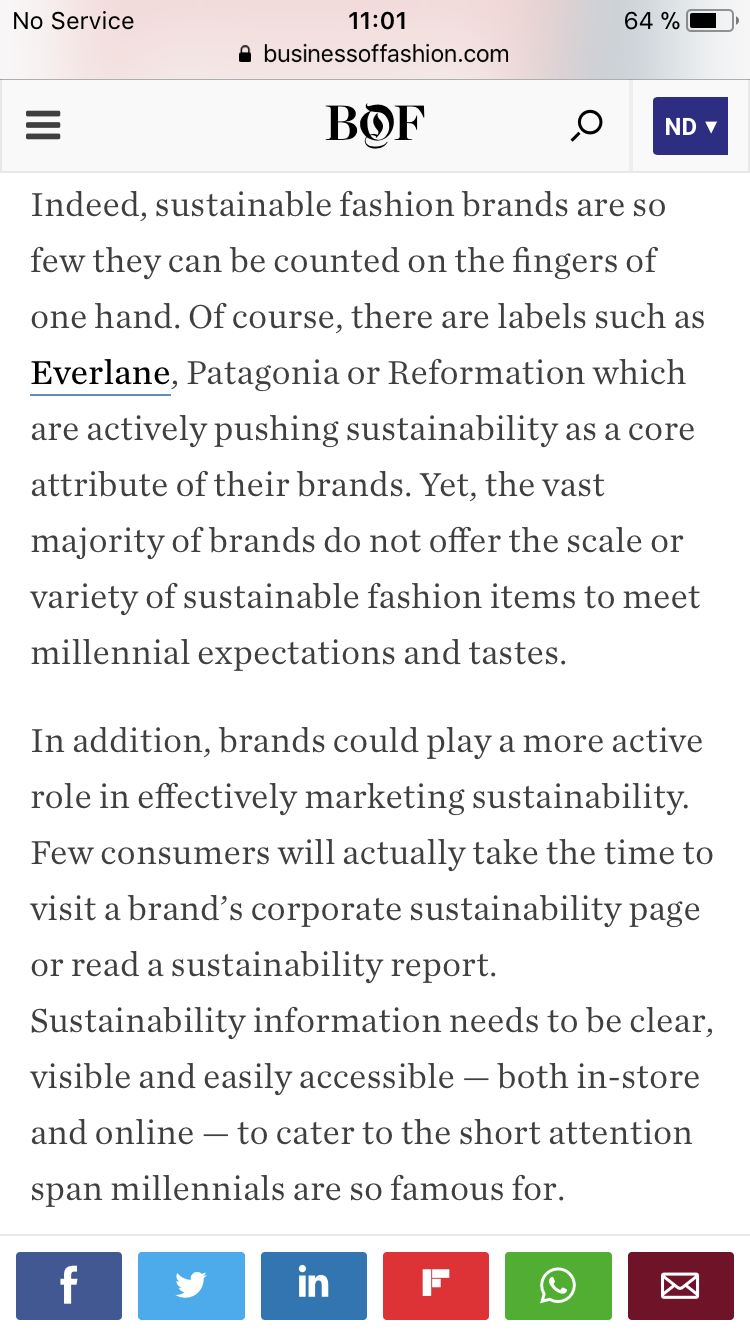 No Service 11:01 64 %
businessoffashion.com
BOF ND ▼
Indeed, sustainable fashion brands are so
few they can be counted on the fingers of
one hand. Of course, there are labels such as
Everlane, Patagonia or Reformation which
are actively pushing sustainability as a core
attribute of their brands. Yet, the vast
majority of brands do not offer the scale or
variety of sustainable fashion items to meet
millennial expectations and tastes.
In addition, brands could play a more active
role in effectively marketing sustainability.
Few consumers will actually take the time to
visit a brand’s corporate sustainability page
or read a sustainability report.
Sustainability information needs to be clear,
visible and easily accessible — both in-store
and online — to cater to the short attention
span millennials are so famous for.
f in